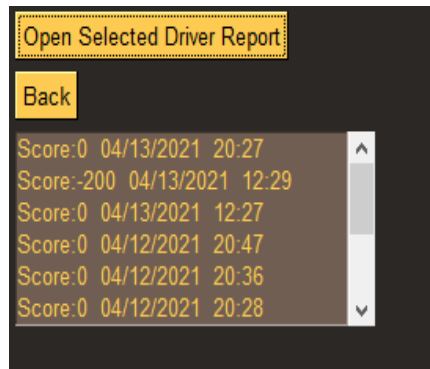 Open Selected Driver Report
Back
Score:0 04/13/2021 20:27
Score:-200 04/13/2021 12:29
Score:0 04/13/2021 12:27
Score:0 04/12/2021 20:47
Score:0 04/12/2021 20:36
Score:0 04/12/2021 20:28